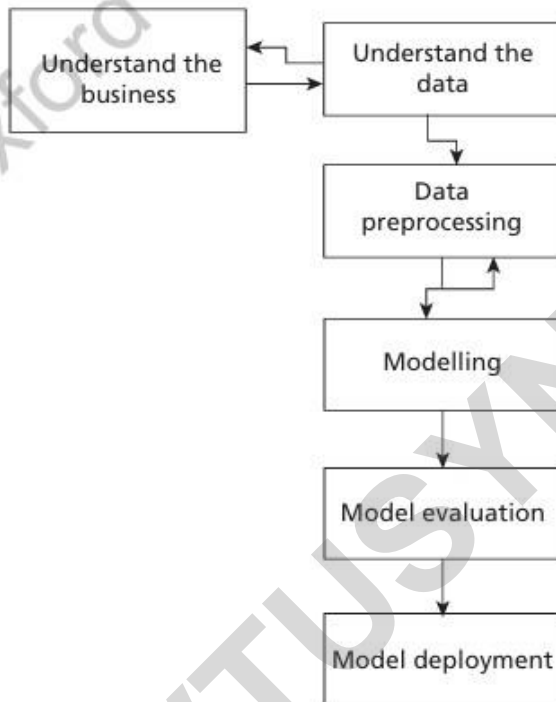 Understand the
business
Understand the
data
Data
preprocessing
Modelling
Model evaluation
Model deployment